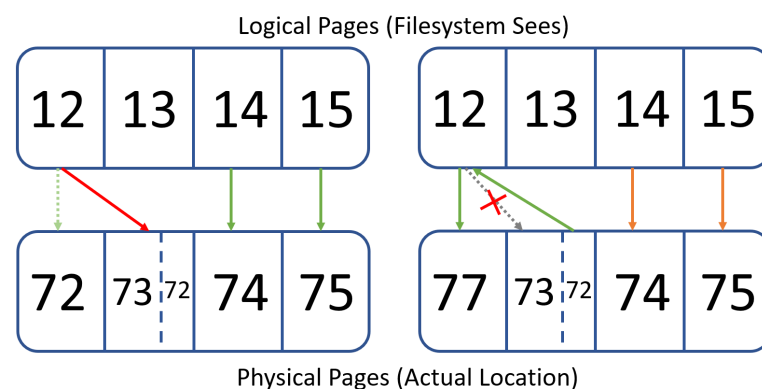 Logical Pages (Filesystem Sees)
12 13 14 15 12 13 14 15
72 73 72 74 75 77 73 72 74 75
Physical Pages (Actual Location)